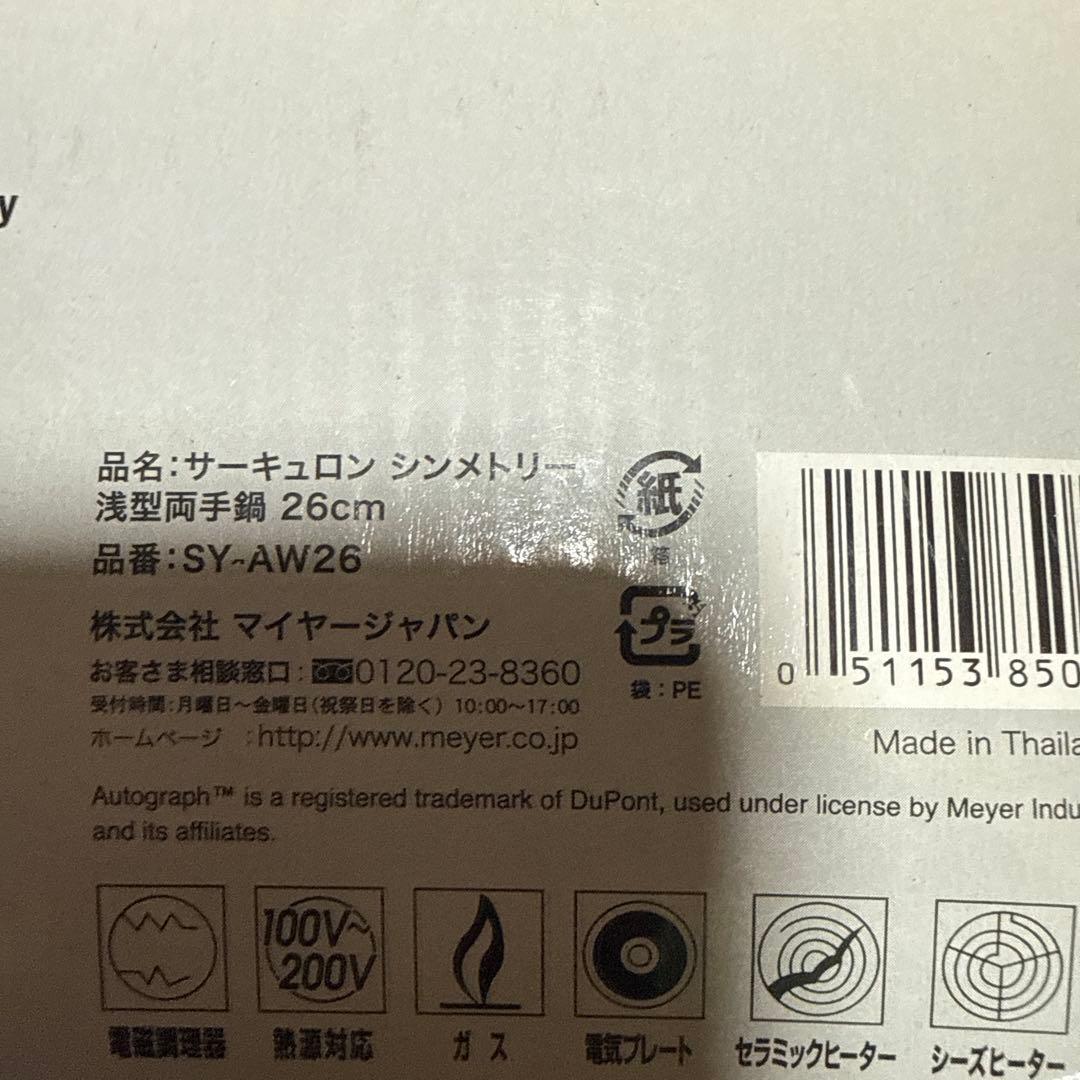 y
品名:サーキュロン シンメトリー
浅型両手鍋 26cm
品番:SY-AW26
株式会社 マイヤージャパン
お客さま相談窓口:0120-23-8360
受付時間:月曜日〜金曜日(祝祭日を除く) 10:00〜17:00
ホームページ :http://www.meyer.co.jp
紙
箱
プラ
袋:PE
0 51153 850
Made in Thaila
Autograph™ is a registered trademark of DuPont, used under license by Meyer Indu
and its affiliates.
100V~
200V
電磁調理器
熱源対応
ガス
電気プレート
セラミックヒーター
シーズヒーター